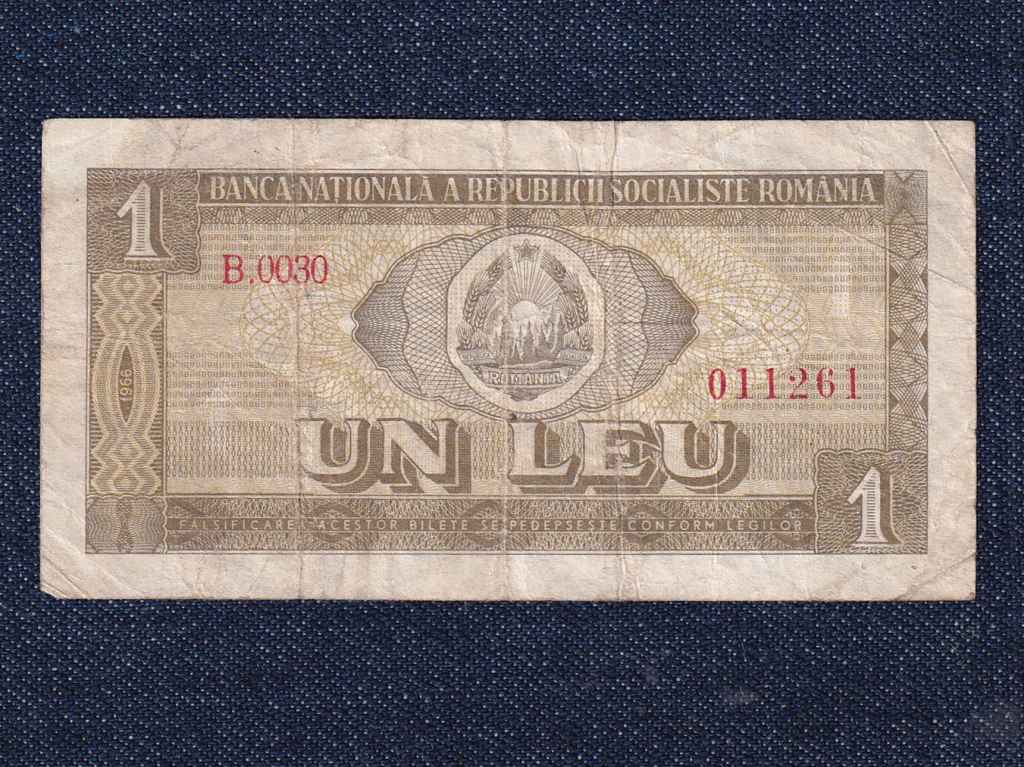 1
BANCA NAȚIONALĂ A REPUBLICII SOCIALISTE ROMÂNIA
B.0030
ROMANIA
1966
011261
UN LEU
1
FALSIFICAREA ACESTOR BILETE SE PEDEPSEȘTE CONFORM LEGILOR